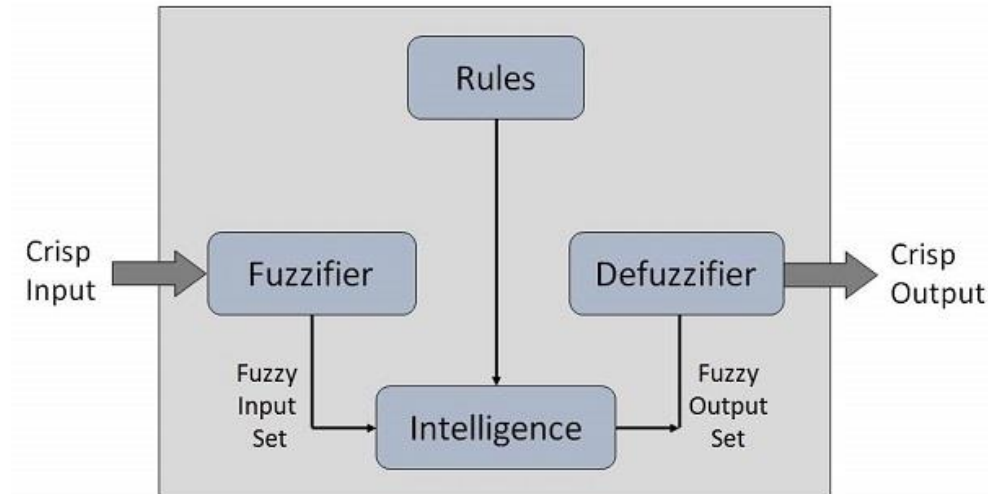 Rules
Crisp
Input
Fuzzifier
Defuzzifier
Crisp
Output
Fuzzy
Input
Set
Intelligence
Fuzzy
Output
Set